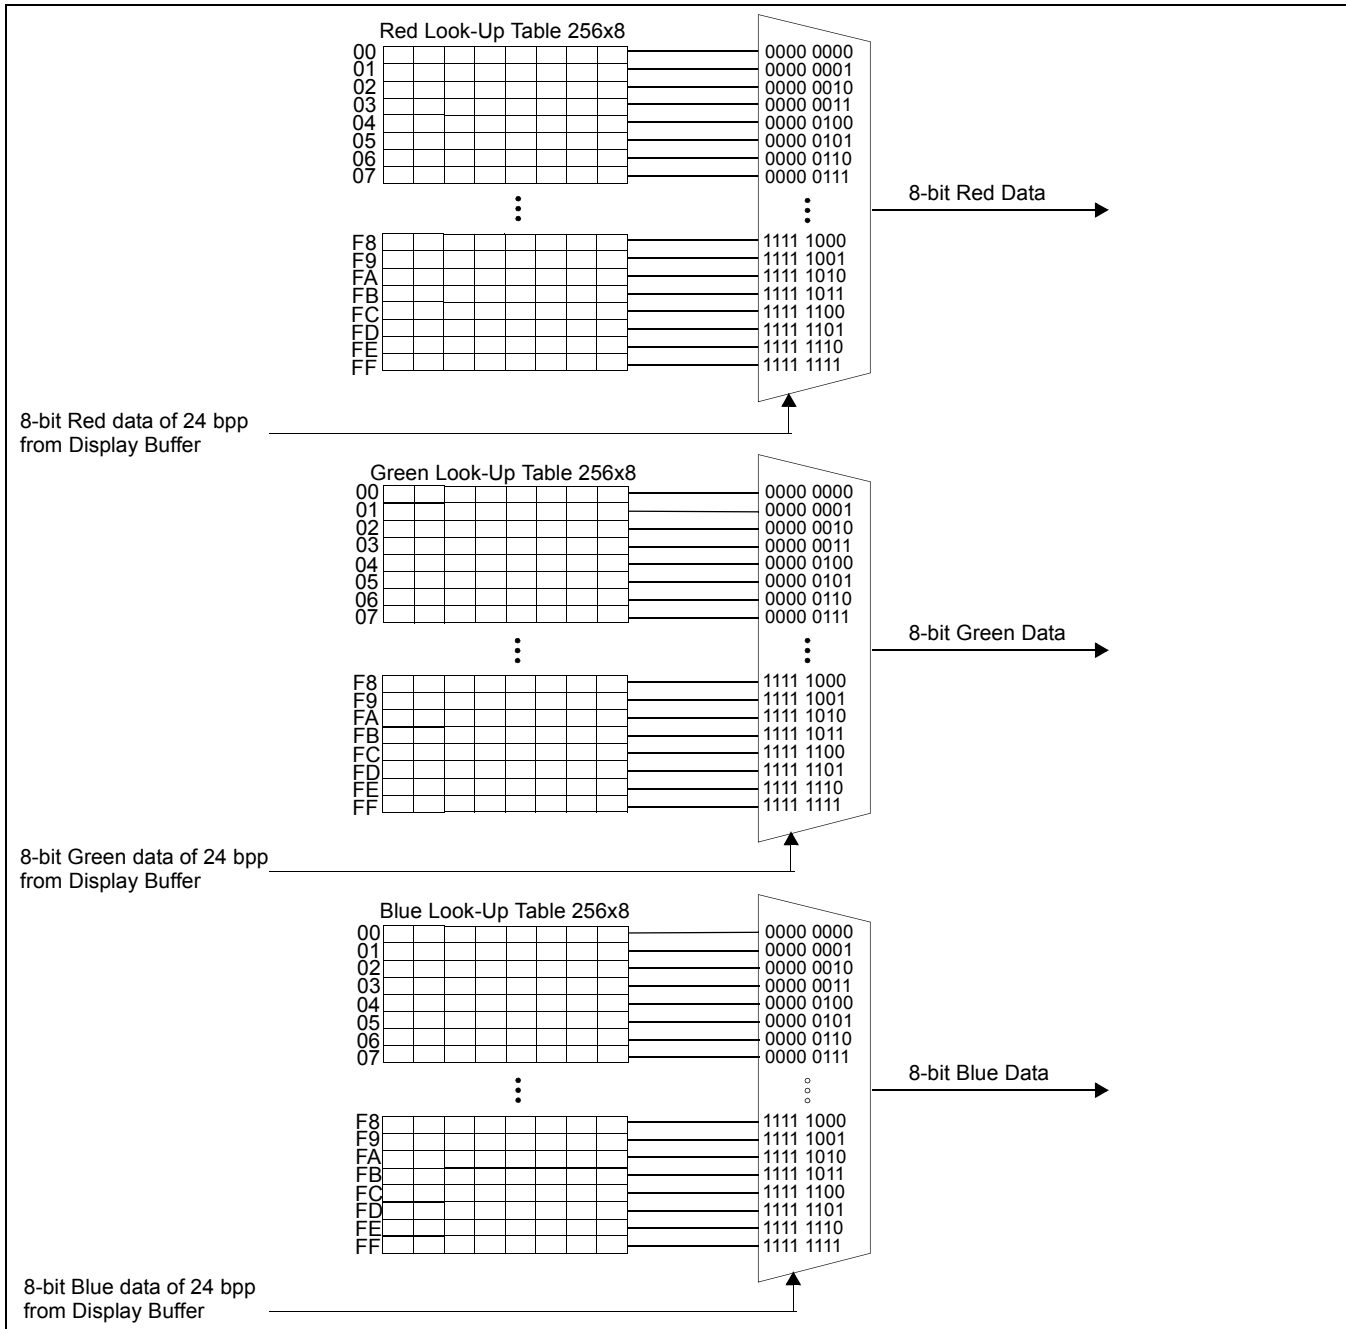 Red Look-Up Table 256x8
00 0000 0000
01 0000 0001
02 0000 0010
03 0000 0011
04 0000 0100
05 0000 0101
06 0000 0110
07 0000 0111
8-bit Red Data
F8 1111 1000
F9 1111 1001
FA 1111 1010
FB 1111 1011
FC 1111 1100
FD 1111 1101
FE 1111 1110
FF 1111 1111
8-bit Red data of 24 bpp
from Display Buffer
Green Look-Up Table 256x8
00 0000 0000
01 0000 0001
02 0000 0010
03 0000 0011
04 0000 0100
05 0000 0101
06 0000 0110
07 0000 0111
8-bit Green Data
F8 1111 1000
F9 1111 1001
FA 1111 1010
FB 1111 1011
FC 1111 1100
FD 1111 1101
FE 1111 1110
FF 1111 1111
8-bit Green data of 24 bpp
from Display Buffer
Blue Look-Up Table 256x8
00 0000 0000
01 0000 0001
02 0000 0010
03 0000 0011
04 0000 0100
05 0000 0101
06 0000 0110
07 0000 0111
8-bit Blue Data
F8 1111 1000
F9 1111 1001
FA 1111 1010
FB 1111 1011
FC 1111 1100
FD 1111 1101
FE 1111 1110
FF 1111 1111
8-bit Blue data of 24 bpp
from Display Buffer